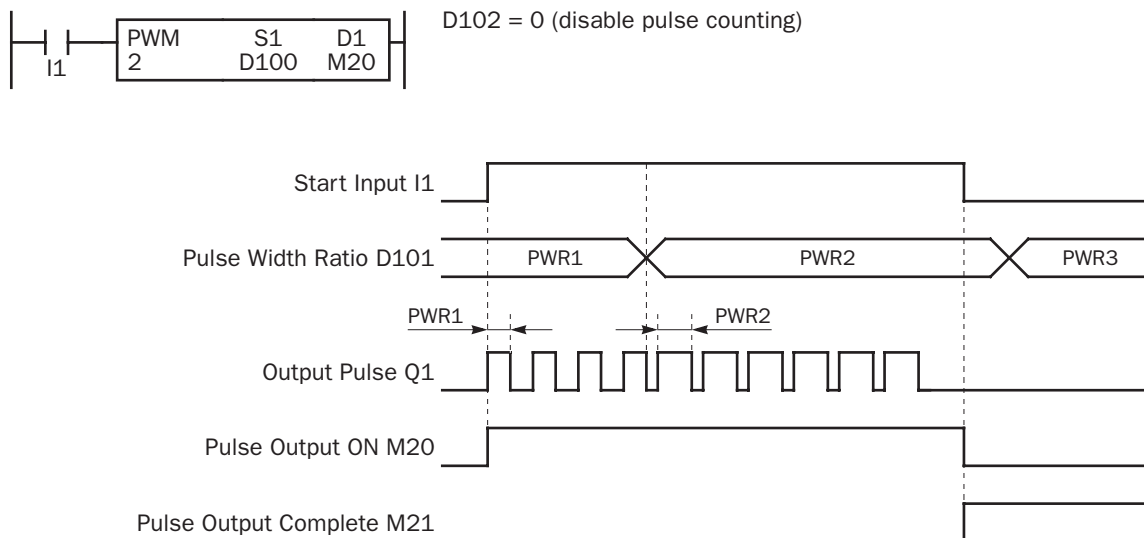 D102 = 0 (disable pulse counting)
PWM S1 D1
2 D100 M20
I1
Start Input I1
Pulse Width Ratio D101
PWR1 PWR2 PWR3
PWR1 PWR2
Output Pulse Q1
Pulse Output ON M20
Pulse Output Complete M21